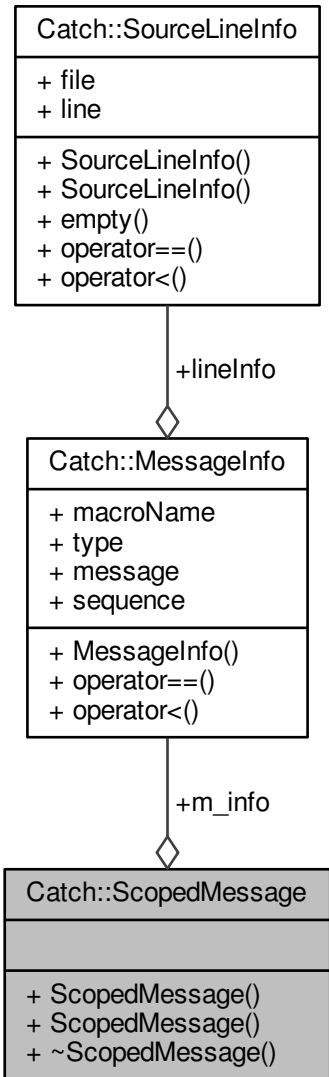 Catch::SourceLineInfo
+ file
+ line
+ SourceLineInfo()
+ SourceLineInfo()
+ empty()
+ operator==()
+ operator<()
+lineInfo
Catch::MessageInfo
+ macroName
+ type
+ message
+ sequence
+ MessageInfo()
+ operator==()
+ operator<()
+m_info
Catch::ScopedMessage
+ ScopedMessage()
+ ScopedMessage()
+ ~ScopedMessage()